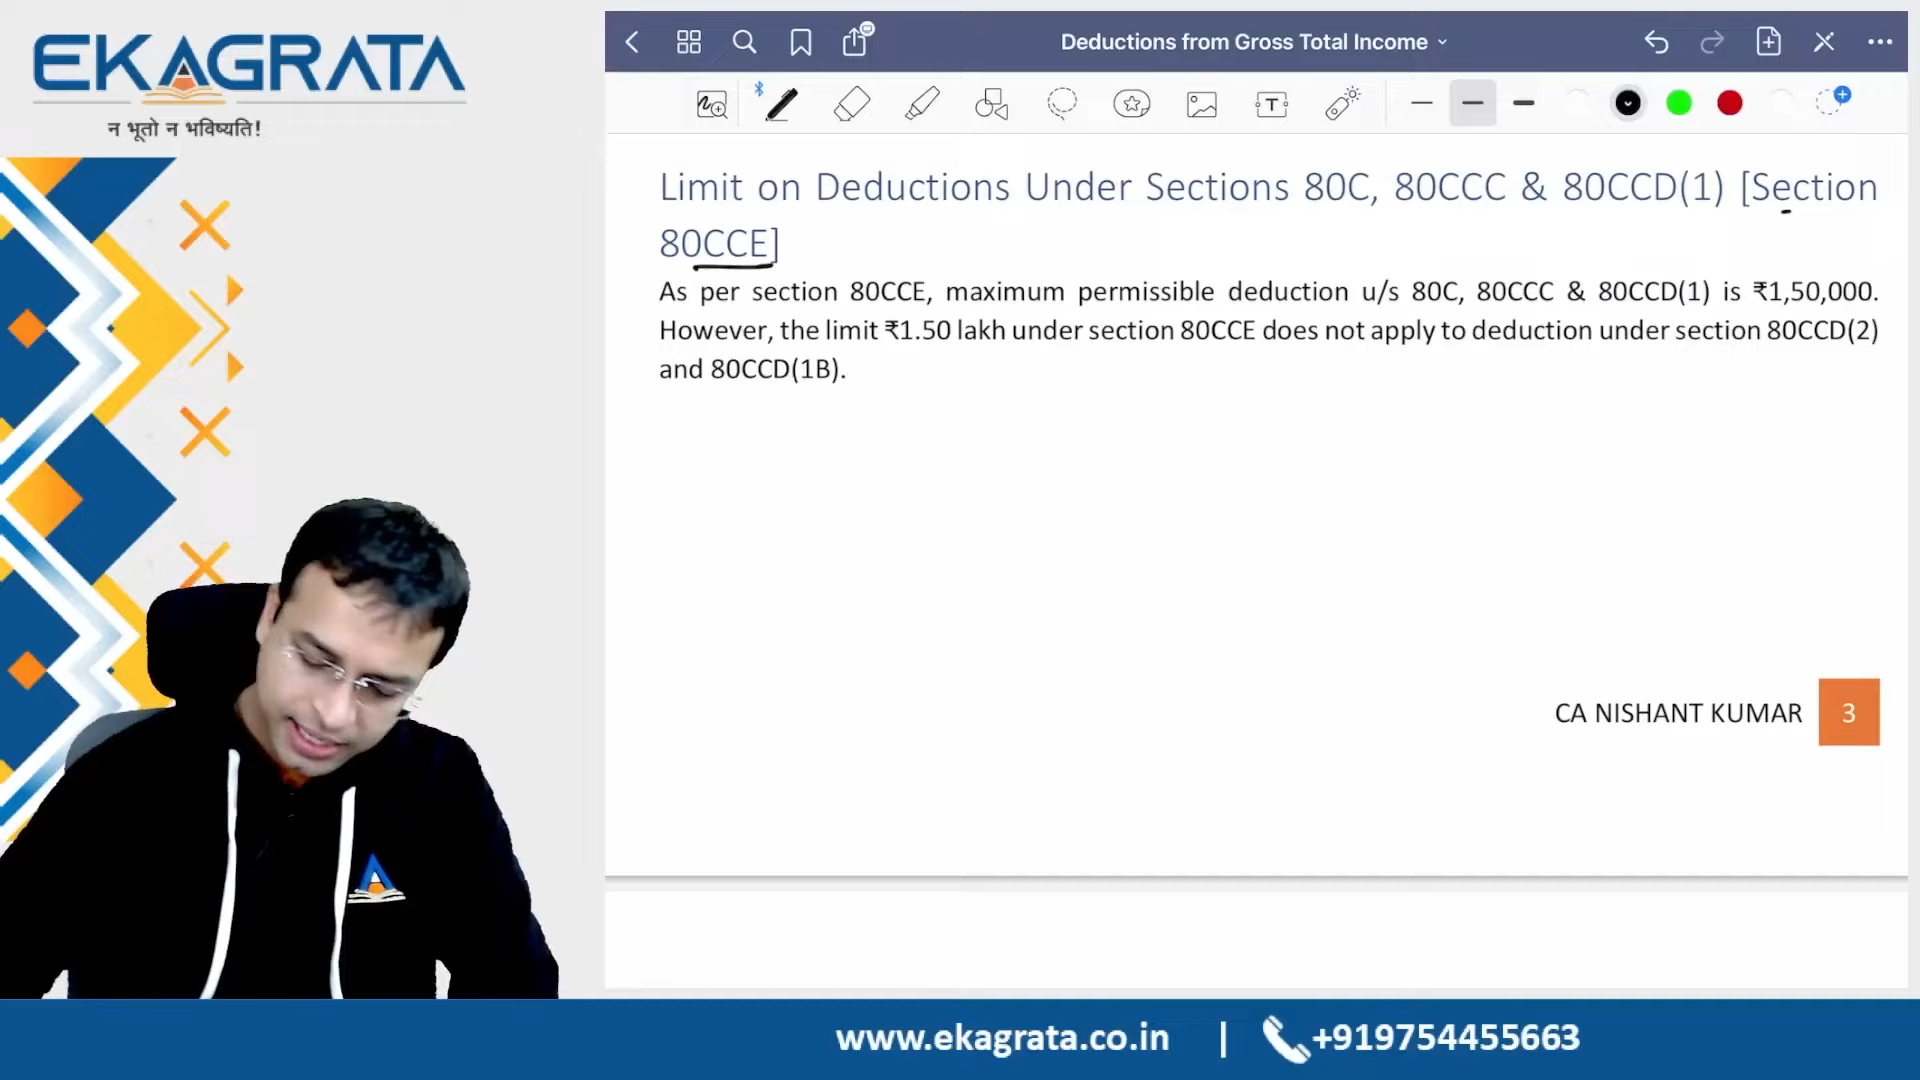 EKAGRATA
न भूतो न भविष्यति!
Deductions from Gross Total Income
T
Limit on Deductions Under Sections 80C, 80CCC & 80CCD(1) [Section
80CCE]
As per section 80CCE, maximum permissible deduction u/s 80C, 80CCC & 80CCD(1) is ₹1,50,000.
However, the limit ₹1.50 lakh under section 80CCE does not apply to deduction under section 80CCD(2)
and 80CCD(1B).
CA NISHANT KUMAR 3
www.ekagrata.co.in | +919754455663